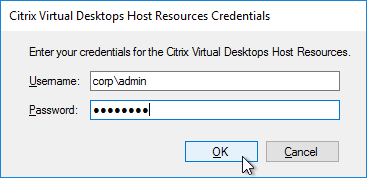 Citrix Virtual Desktops Host Resources Credentials
Enter your credentials for the Citrix Virtual Desktops Host Resources.
Username: corp\admin
Password: ●●●●●●●●
OK Cancel